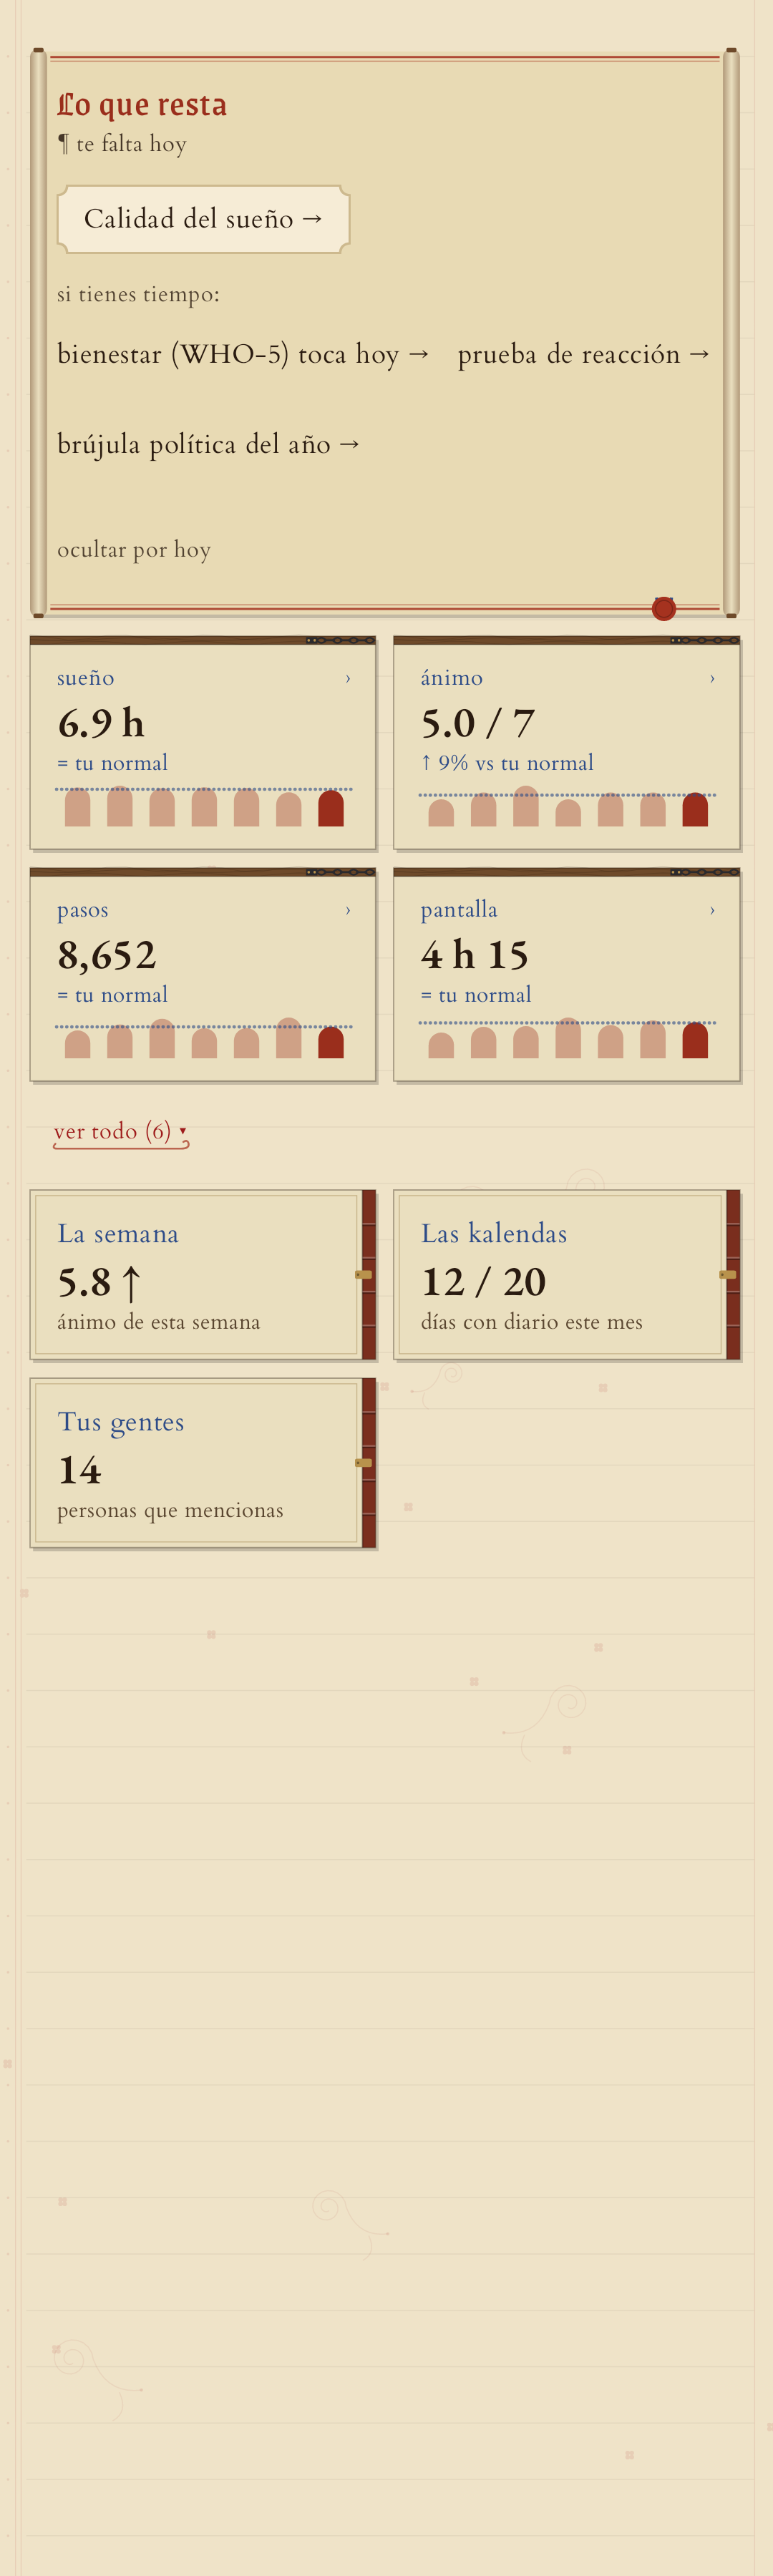 Lo que resta
¶ te falta hoy
Calidad del sueño →
si tienes tiempo:
bienestar (WHO-5) toca hoy → prueba de reacción →
brújula política del año →
ocultar por hoy
sueño ›
6.9 h
= tu normal
ánimo ›
5.0 / 7
↑ 9% vs tu normal
pasos ›
8,652
= tu normal
pantalla ›
4 h 15
= tu normal
ver todo (6) ▾
La semana
5.8 ↑
ánimo de esta semana
Las kalendas
12 / 20
días con diario este mes
Tus gentes
14
personas que mencionas